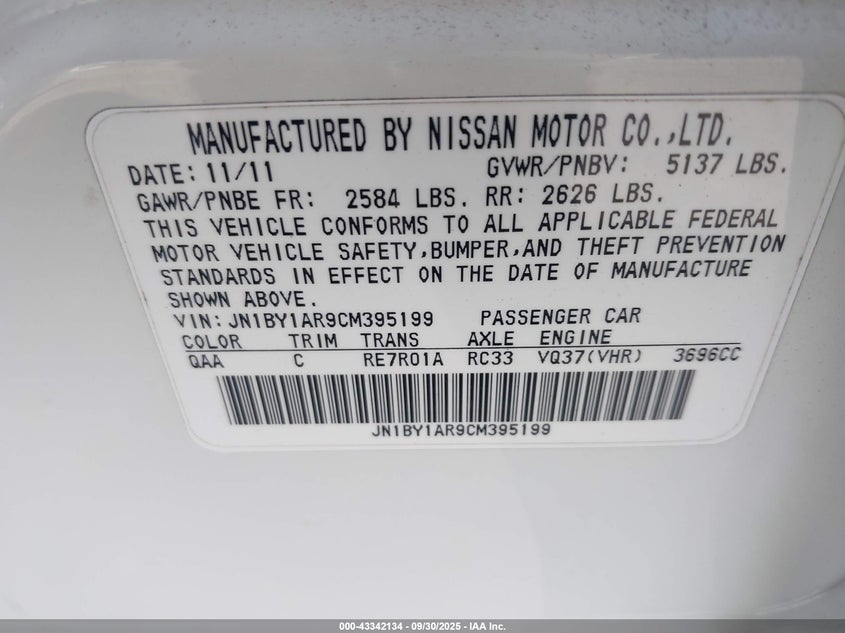 MANUFACTURED BY NISSAN MOTOR CO.,LTD.
DATE: 11/11 GVWR/PNBV: 5137 LBS.
GAWR/PNBE FR: 2584 LBS. RR: 2626 LBS.
THIS VEHICLE CONFORMS TO ALL APPLICABLE FEDERAL
MOTOR VEHICLE SAFETY,BUMPER,AND THEFT PREVENTION
STANDARDS IN EFFECT ON THE DATE OF MANUFACTURE
SHOWN ABOVE.
VIN: JN1BY1AR9CM395199 PASSENGER CAR
COLOR TRIM TRANS AXLE ENGINE
QAA C RE7R01A RC33 VQ37(VHR) 3696CC
JN1BY1AR9CM395199
000-43342134 - 09/30/2025 - IAA Inc.